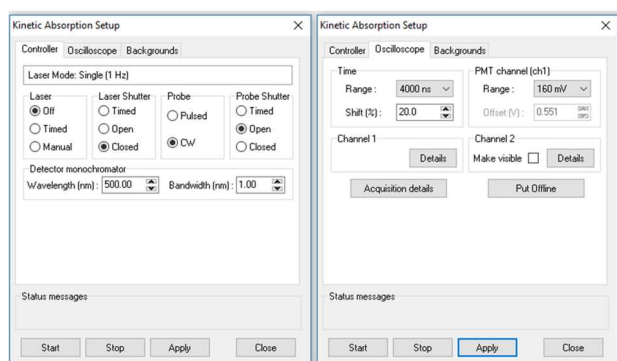 Kinetic Absorption Setup
Controller Oscilloscope Backgrounds
Laser Mode: Single (1 Hz)
Laser Laser Shutter Probe Probe Shutter
Off Timed Pulsed Timed
Timed Open CW Open
Manual Closed Closed
Detector monochromator
Wavelength (nm): 500.00 Bandwidth (nm): 1.00
Status messages
Start Stop Apply Close
Kinetic Absorption Setup
Controller Oscilloscope Backgrounds
Time PMT channel (ch1)
Range: 4000 ns Range: 160 mV
Shift (%): 20.0 Offset (V): 0.551
Channel 1 Channel 2
Details Make visible Details
Acquisition details Put Offline
Status messages
Start Stop Apply Close